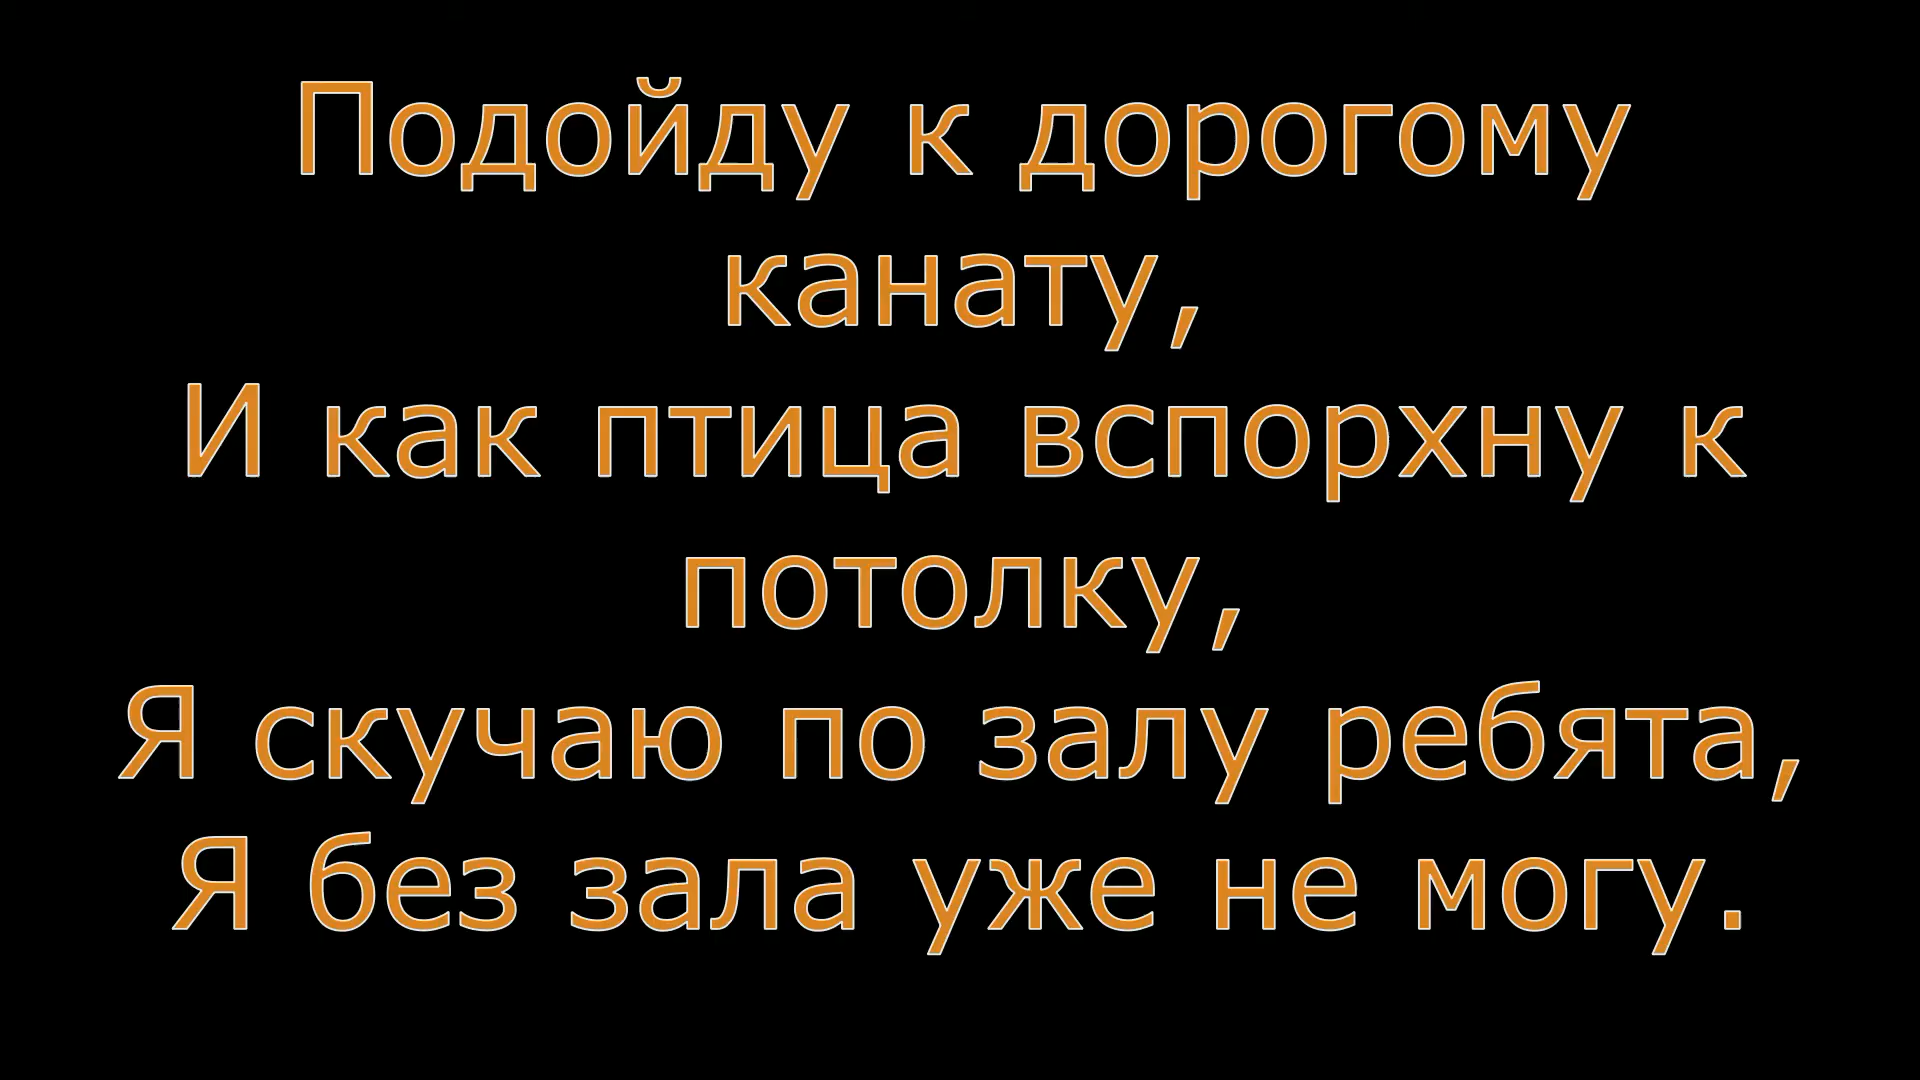 Подойду к дорогому
канату,
И как птица вспорхну к
потолку,
Я скучаю по залу ребята,
Я без зала уже не могу.